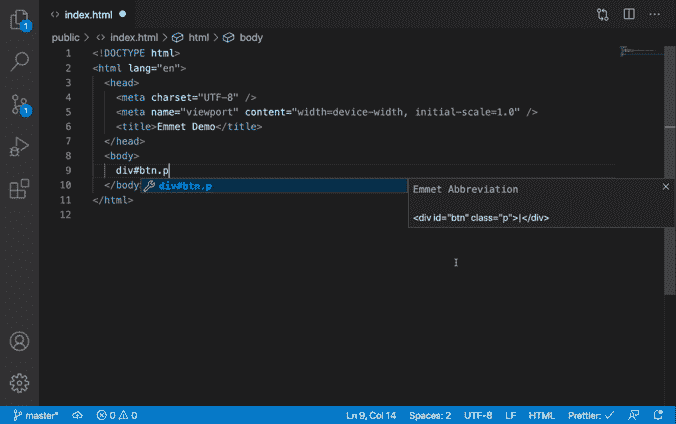 index.html
public > index.html > html > body
1 <!DOCTYPE html>
2 <html lang="en">
3 <head>
4 <meta charset="UTF-8" />
5 <meta name="viewport" content="width=device-width, initial-scale=1.0" />
6 <title>Emmet Demo</title>
7 </head>
8 <body>
9 div#btn.p
10 </body
div#btn.p
Emmet Abbreviation
<div id="btn" class="p">|</div>
11 </html>
12
1
1
master*
0 0
Ln 9, Col 14
Spaces: 2
UTF-8
LF
HTML
Prettier: ✓